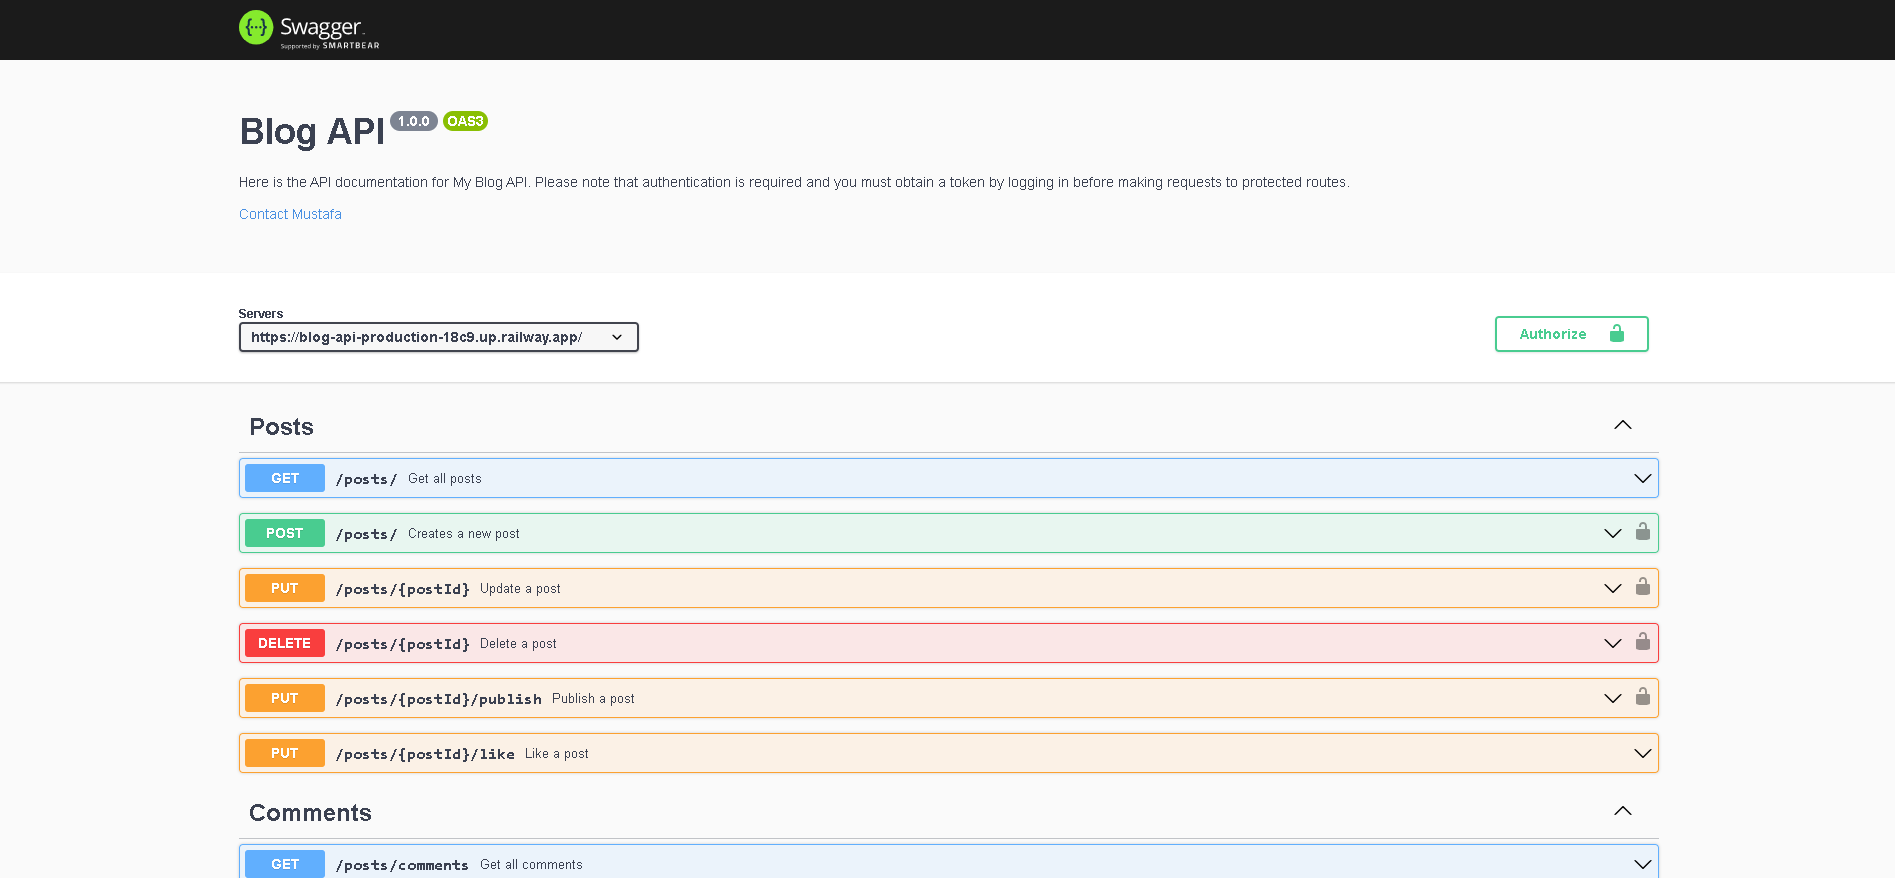 Swagger
Supported by SMARTBEAR
Blog API 1.0.0 OAS3
Here is the API documentation for My Blog API. Please note that authentication is required and you must obtain a token by logging in before making requests to protected routes.
Contact Mustafa
Servers
https://blog-api-production-18c9.up.railway.app/
Authorize
Posts
GET /posts/ Get all posts
POST /posts/ Creates a new post
PUT /posts/{postId} Update a post
DELETE /posts/{postId} Delete a post
PUT /posts/{postId}/publish Publish a post
PUT /posts/{postId}/like Like a post
Comments
GET /posts/comments Get all comments